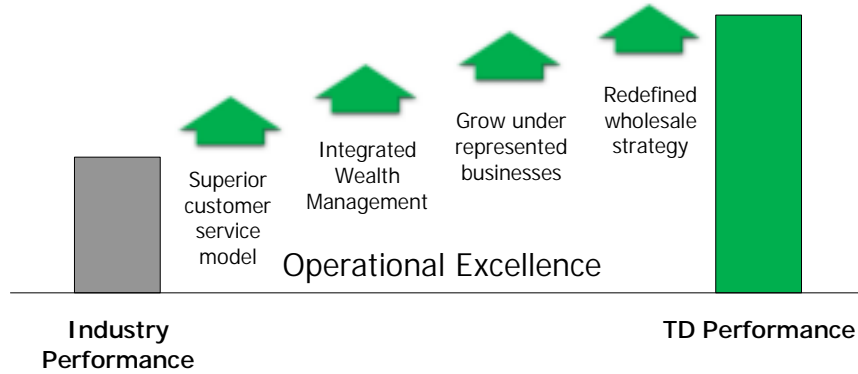 Superior
customer
service
model
Integrated
Wealth
Management
Grow under
represented
businesses
Redefined
wholesale
strategy
Operational Excellence
Industry
Performance
TD Performance